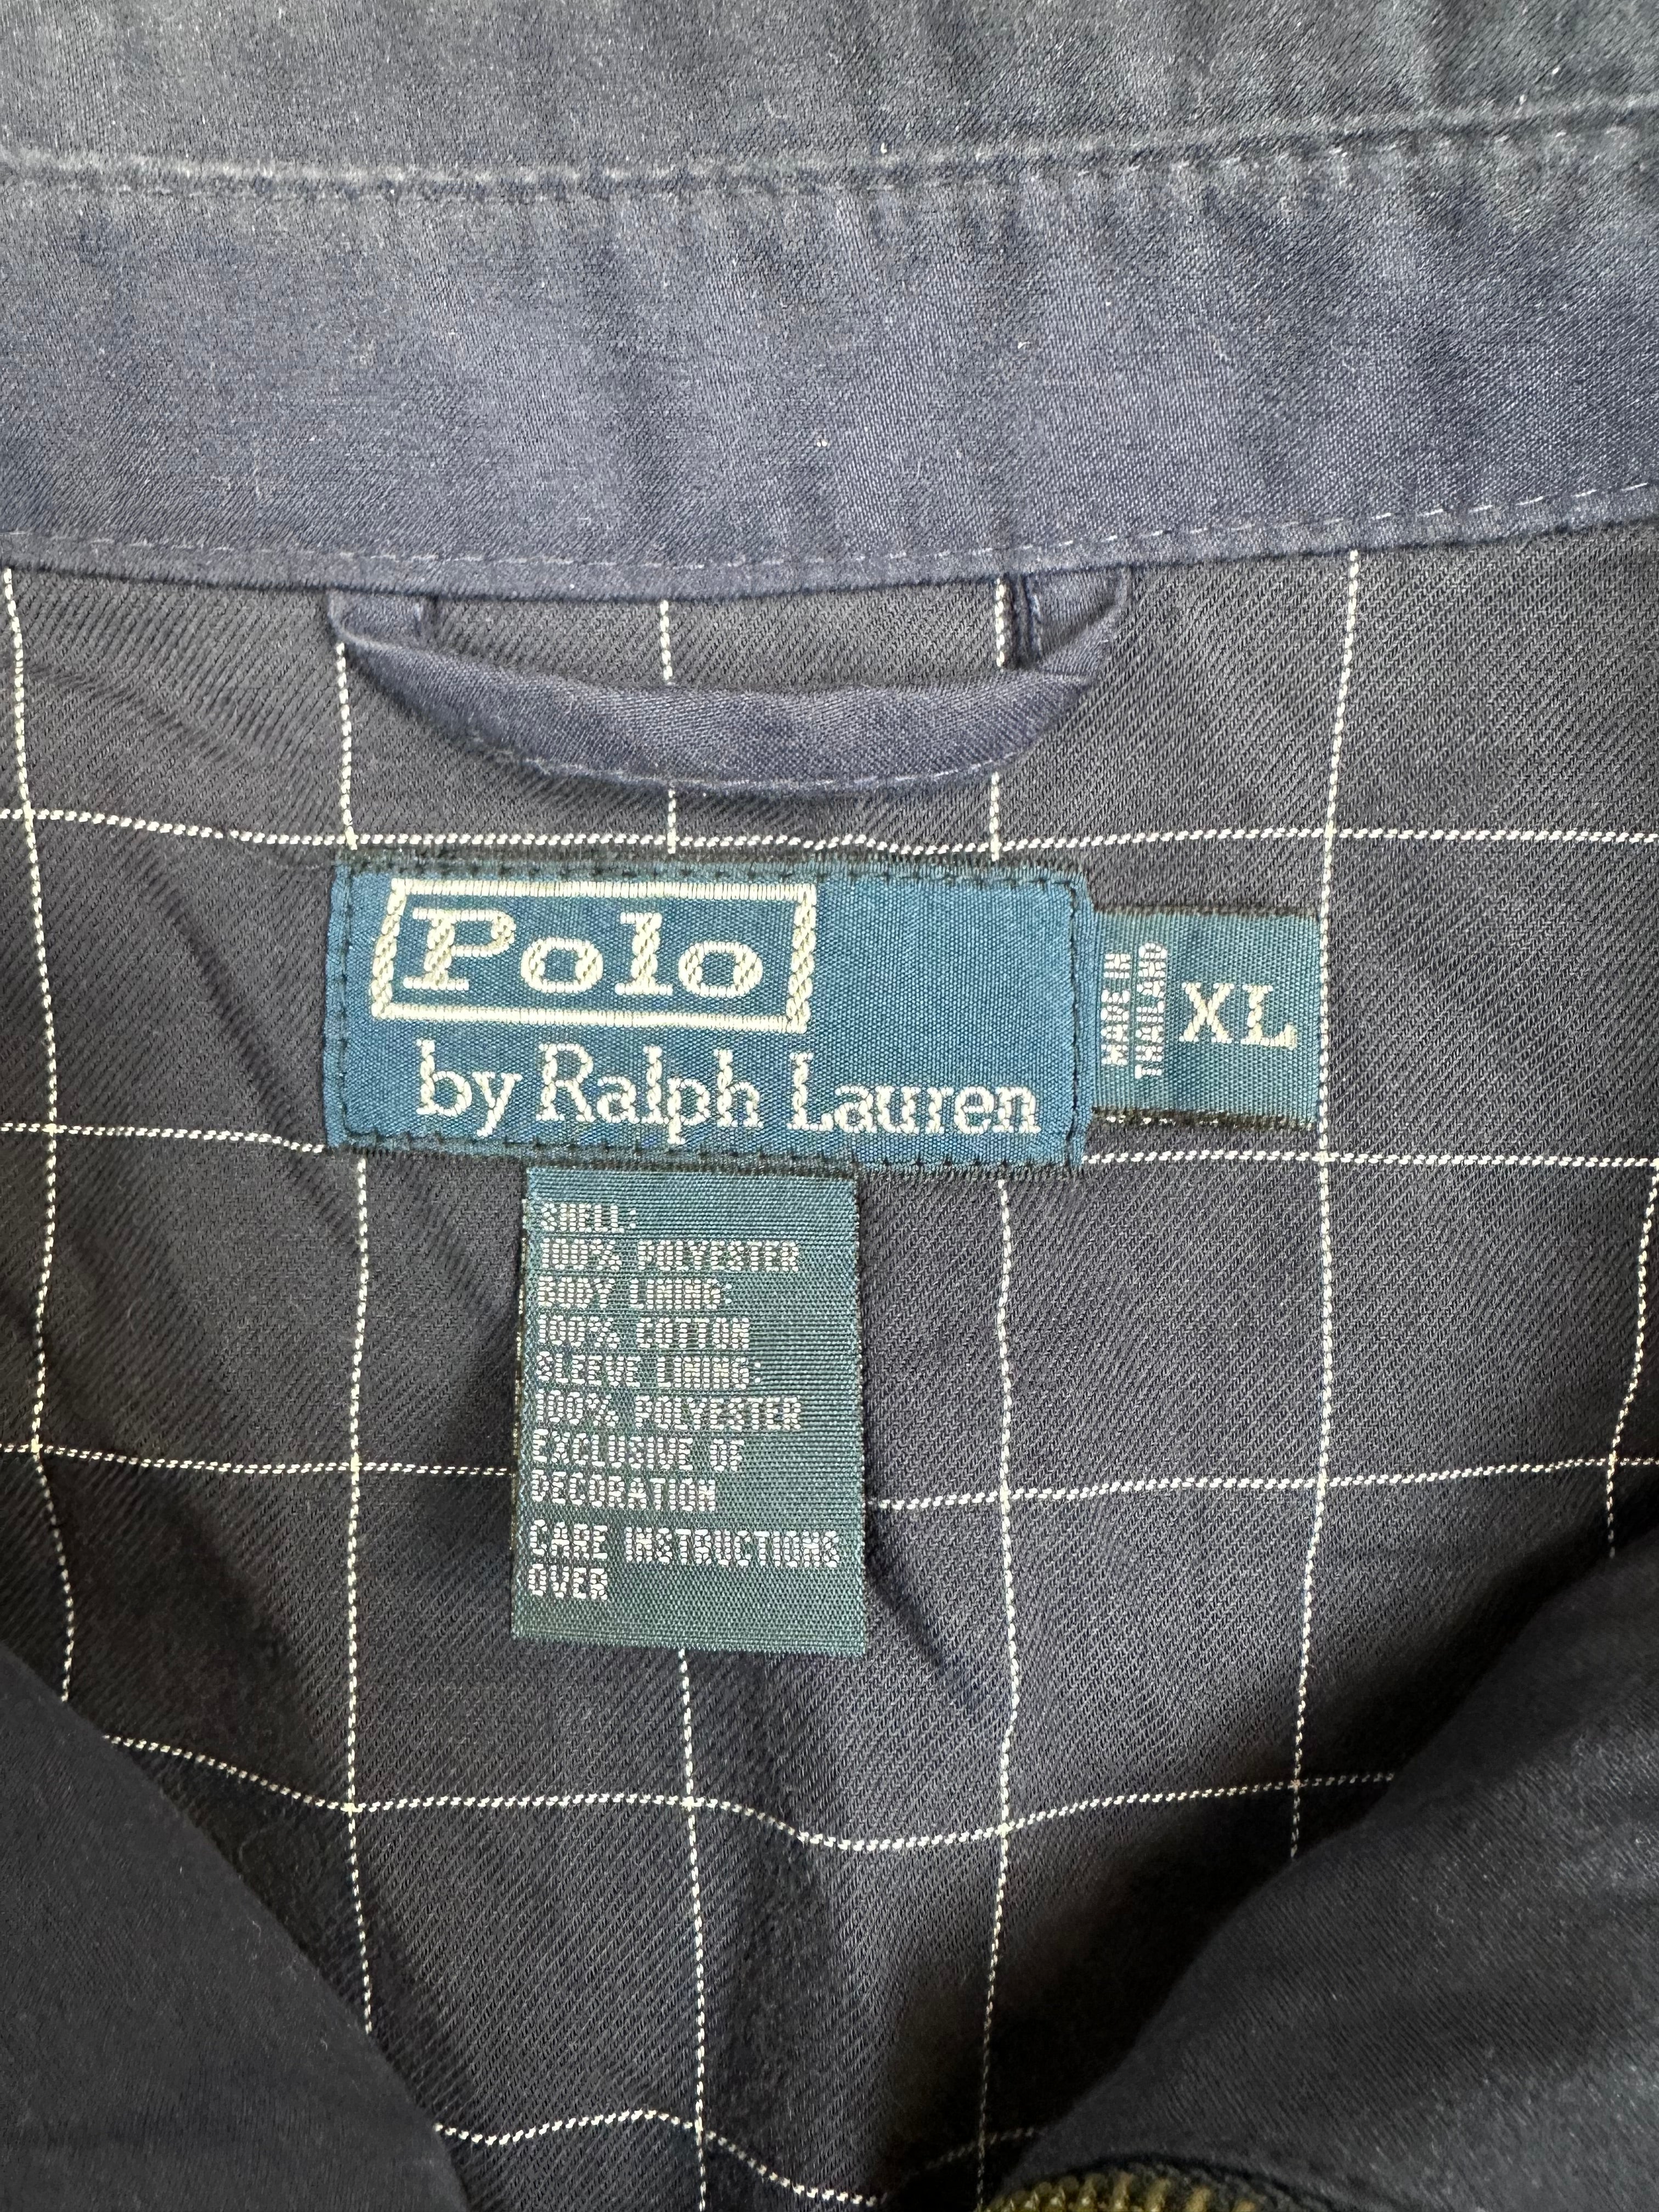 Polo
by Ralph Lauren
MADE IN
THAILAND
XL
SHELL:
100% POLYESTER
BODY LINING:
100% COTTON
SLEEVE LINING:
100% POLYESTER
EXCLUSIVE OF
DECORATION
CARE INSTRUCTIONS
OVER